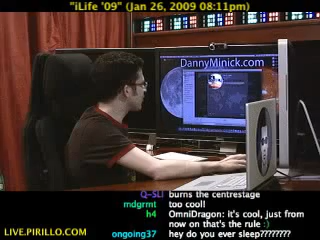 "iLife '09" (Jan 26, 2009 08:11pm)
DannyMinick.com
Q-SLI burns the centrestage
mdgrmt too cool!
h4 OmniDragon: it's cool, just from
now on that's the rule :)
ongoing37 hey do you ever sleep????????
LIVE.PIRILLO.COM